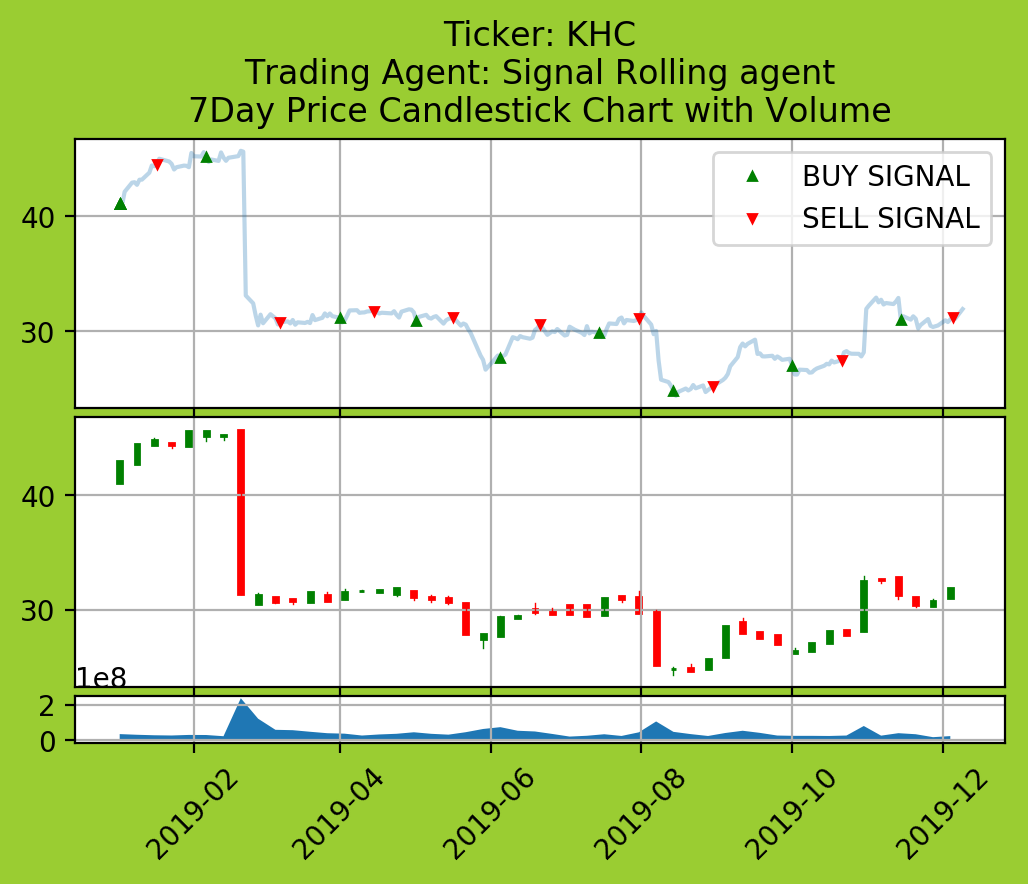 Ticker: KHC
Trading Agent: Signal Rolling agent
7Day Price Candlestick Chart with Volume
BUY SIGNAL
SELL SIGNAL
40
30
40
30
1e8
2
0
2019-02
2019-04
2019-06
2019-08
2019-10
2019-12